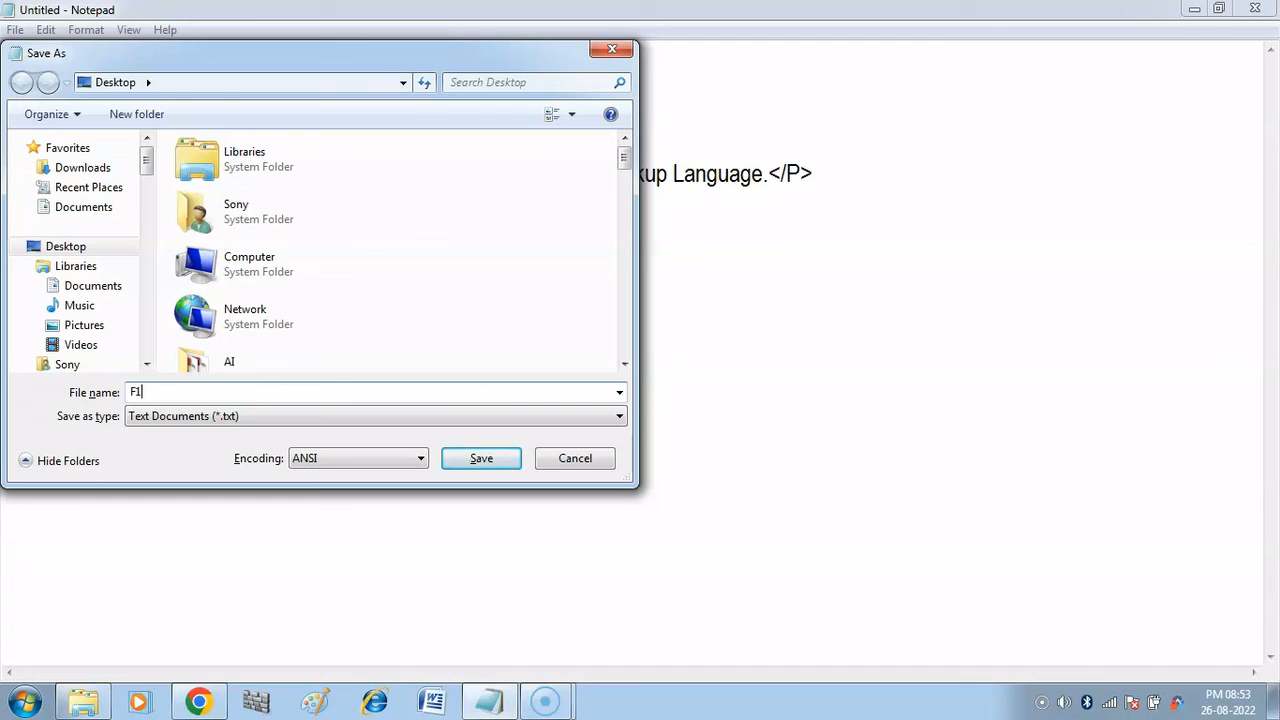 Untitled - Notepad
File Edit Format View Help
Save As
Desktop
Search Desktop
Organize New folder
Favorites
Downloads
Recent Places
Documents
Desktop
Libraries
Documents
Music
Pictures
Videos
Sony
Libraries
System Folder
Sony
System Folder
Computer
System Folder
Network
System Folder
AI
kup Language.</P>
File name: F1
Save as type: Text Documents (*.txt)
Hide Folders Encoding: ANSI Save Cancel
PM 08:53
26-08-2022